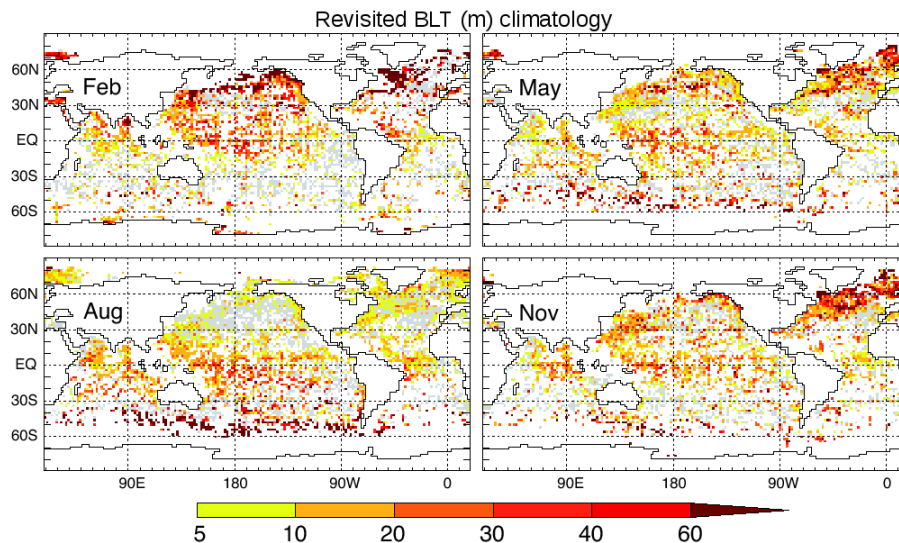 Revisited BLT (m) climatology
60N
30N
EQ
30S
60S
Feb
May
60N
30N
EQ
30S
60S
Aug
Nov
90E 180 90W 0 90E 180 90W 0
5 10 20 30 40 60